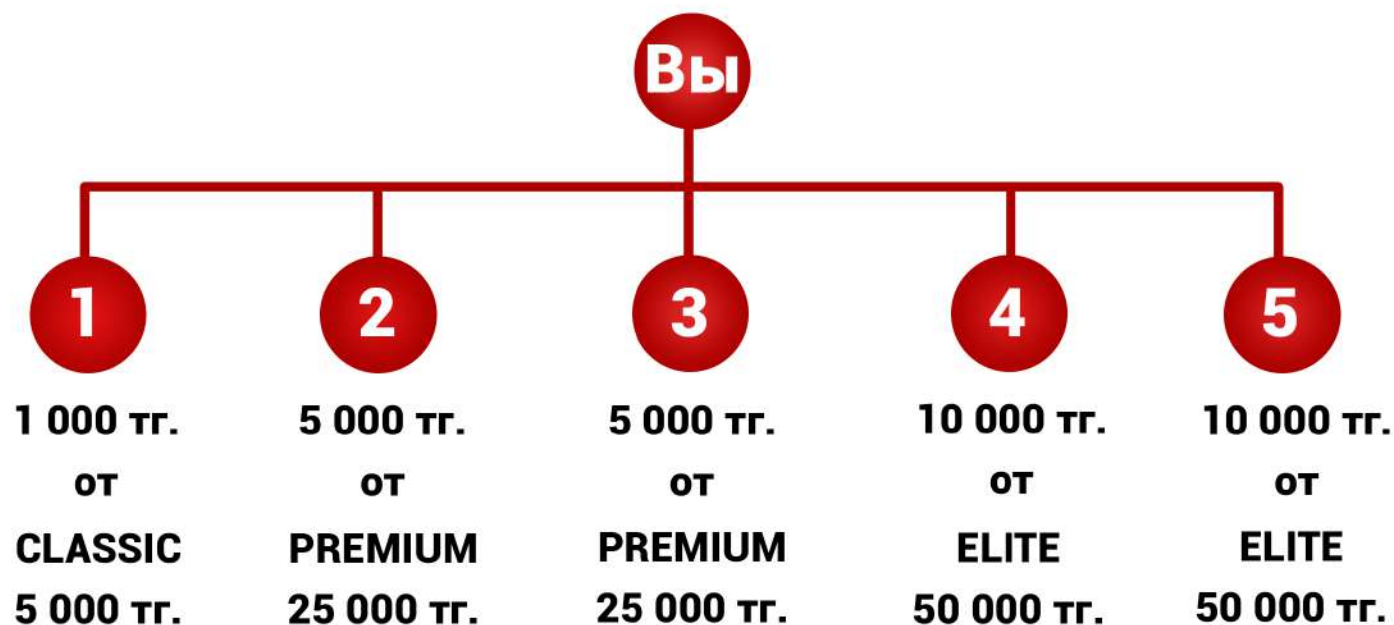 Вы
1 2 3 4 5
1 000 тг. 5 000 тг. 5 000 тг. 10 000 тг. 10 000 тг.
от от от от от
CLASSIC PREMIUM PREMIUM ELITE ELITE
5 000 тг. 25 000 тг. 25 000 тг. 50 000 тг. 50 000 тг.